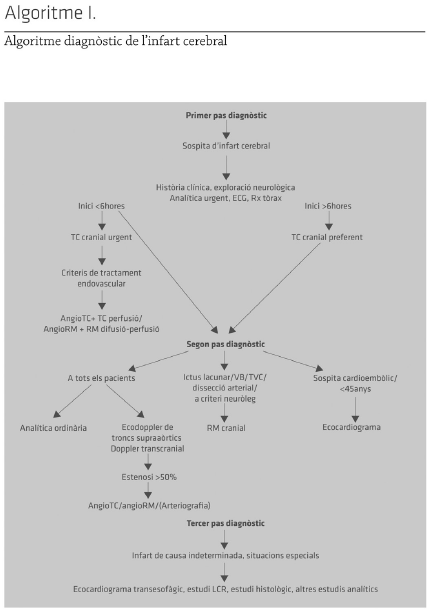 Algoritme I.
Algoritme diagnòstic de l'infart cerebral
Primer pas diagnòstic
Sospita d'infart cerebral
Història clínica, exploració neurològica
Analítica urgent, ECG, Rx tòrax
Inici <6hores
Inici >6hores
TC cranial urgent
TC cranial preferent
Criteris de tractament
endovascular
AngioTC+ TC perfusió/
AngioRM + RM difusió-perfusió
Segon pas diagnòstic
A tots els pacients
Ictus lacunar/VB/TVC/
dissecció arterial/
a criteri neuròleg
Sospita cardioembòlic/
<45anys
Analítica ordinària
Ecodoppler de
troncs supraaòrtics
Doppler transcranial
RM cranial
Ecocardiograma
Estenosi >50%
AngioTC/angioRM/(Arteriografia)
Tercer pas diagnòstic
Infart de causa indeterminada, situacions especials
Ecocardiograma transesofàgic, estudi LCR, estudi histològic, altres estudis analítics